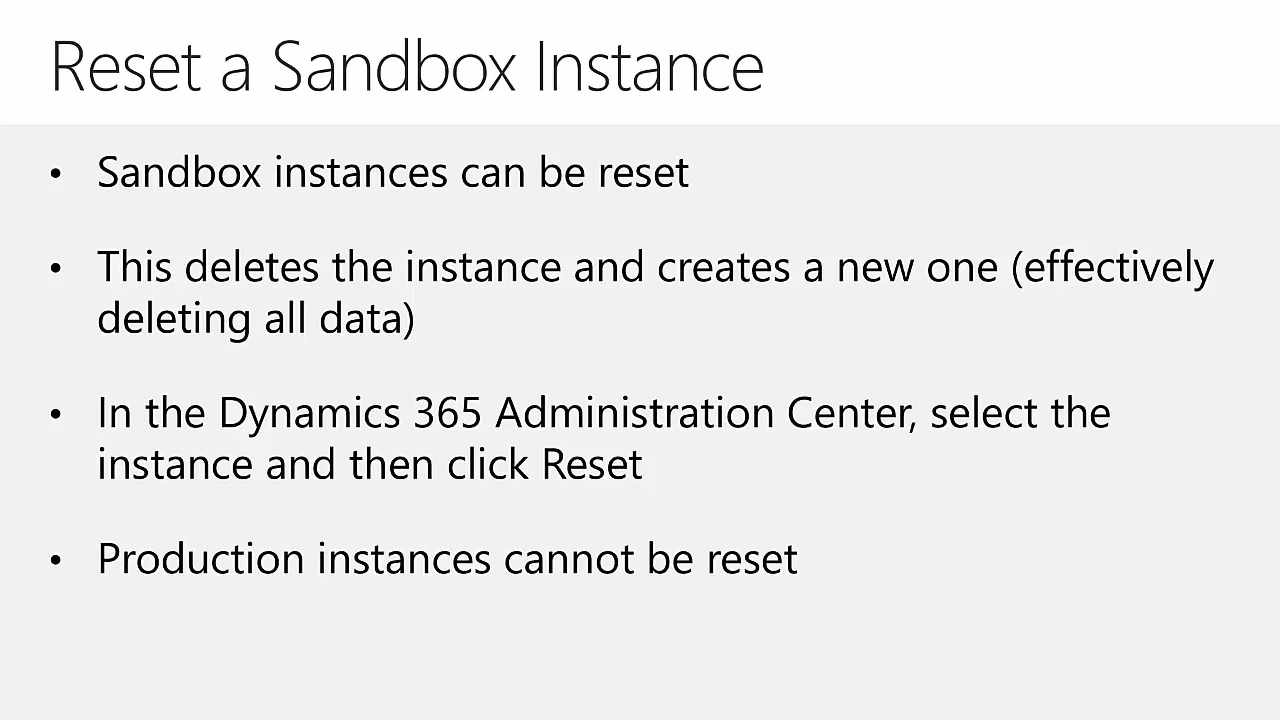 Reset a Sandbox Instance
• Sandbox instances can be reset
• This deletes the instance and creates a new one (effectively
deleting all data)
• In the Dynamics 365 Administration Center, select the
instance and then click Reset
• Production instances cannot be reset